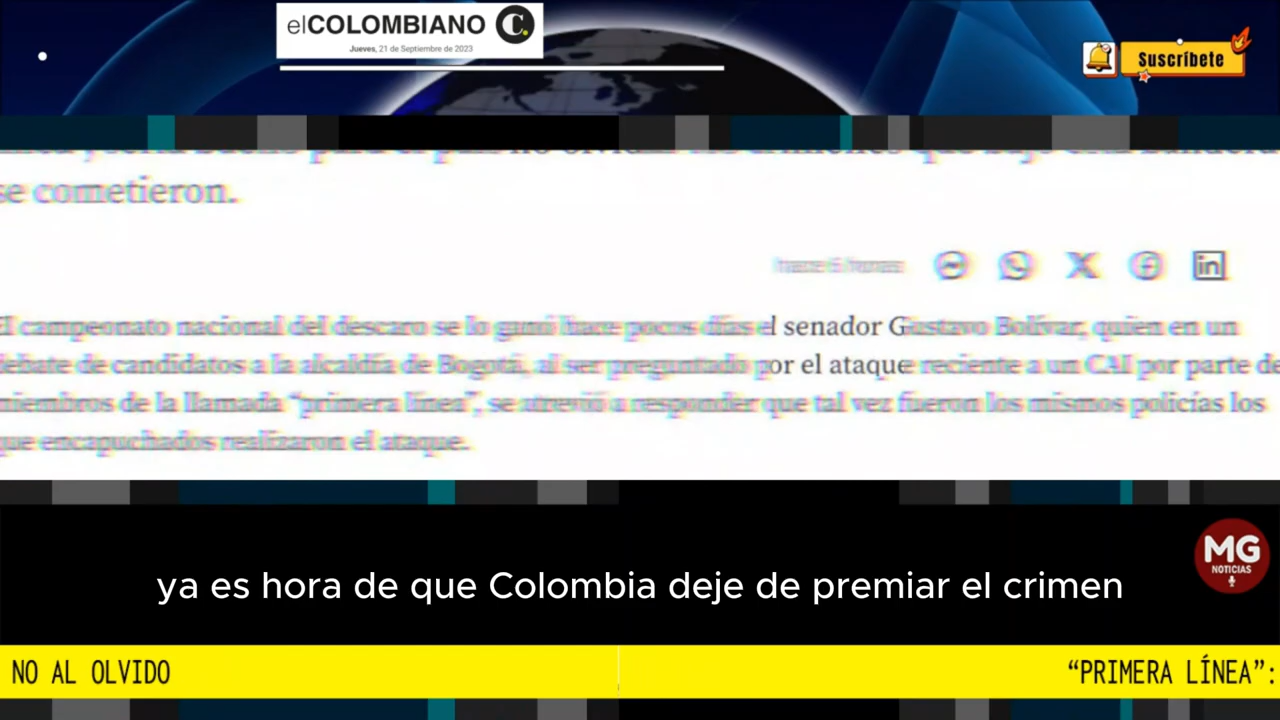 elCOLOMBIANO C.
Jueves, 21 de Septiembre de 2023
Suscríbete
se cometieron.
in
El campeonato nacional del descaro se lo ganó hace pocos días el senador Gustavo Bolívar, quien en un
debate de candidatos a la alcaldía de Bogotá, al ser preguntado por el ataque reciente a un CAI por parte de
miembros de la llamada “primera línea”, se atrevió a responder que tal vez fueron los mismos policías los
que encapuchados realizaron el ataque.
MG
NOTICIAS
ya es hora de que Colombia deje de premiar el crimen
NO AL OLVIDO
“PRIMERA LÍNEA”: